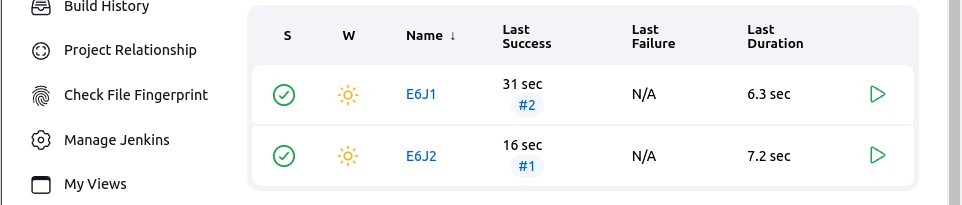 Build History
Project Relationship
Check File Fingerprint
Manage Jenkins
My Views
S W Name ↓ Last Success Last Failure Last Duration
E6J1 31 sec #2 N/A 6.3 sec
E6J2 16 sec #1 N/A 7.2 sec